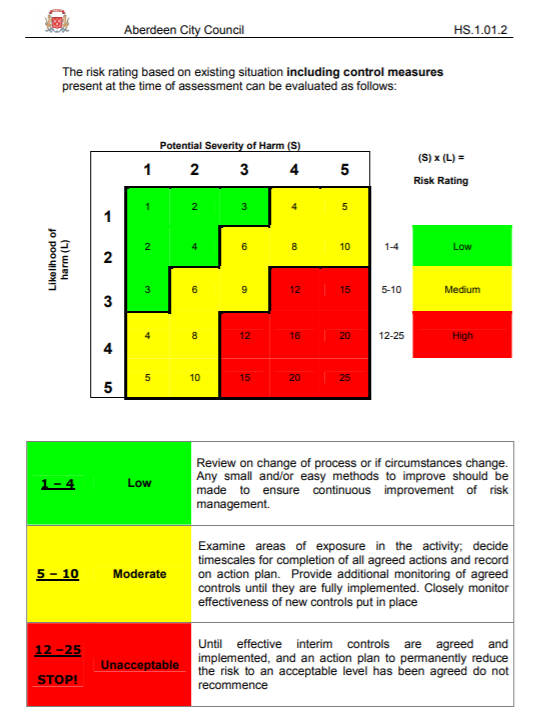 Aberdeen City Council HS.1.01.2
The risk rating based on existing situation including control measures
present at the time of assessment can be evaluated as follows:
Potential Severity of Harm (S)
(S) x (L) =
Risk Rating
1 2 3 4 5
Likelihood of
harm (L)
1 1 2 3 4 5
2 2 4 6 8 10
3 3 6 9 12 15
4 4 8 12 16 20
5 5 10 15 20 25
1-4 Low
5-10 Medium
12-25 High
1 – 4 Low
Review on change of process or if circumstances change.
Any small and/or easy methods to improve should be
made to ensure continuous improvement of risk
management.
5 – 10 Moderate
Examine areas of exposure in the activity; decide
timescales for completion of all agreed actions and record
on action plan. Provide additional monitoring of agreed
controls until they are fully implemented. Closely monitor
effectiveness of new controls put in place
12 –25
STOP!
Unacceptable
Until effective interim controls are agreed and
implemented, and an action plan to permanently reduce
the risk to an acceptable level has been agreed do not
recommence